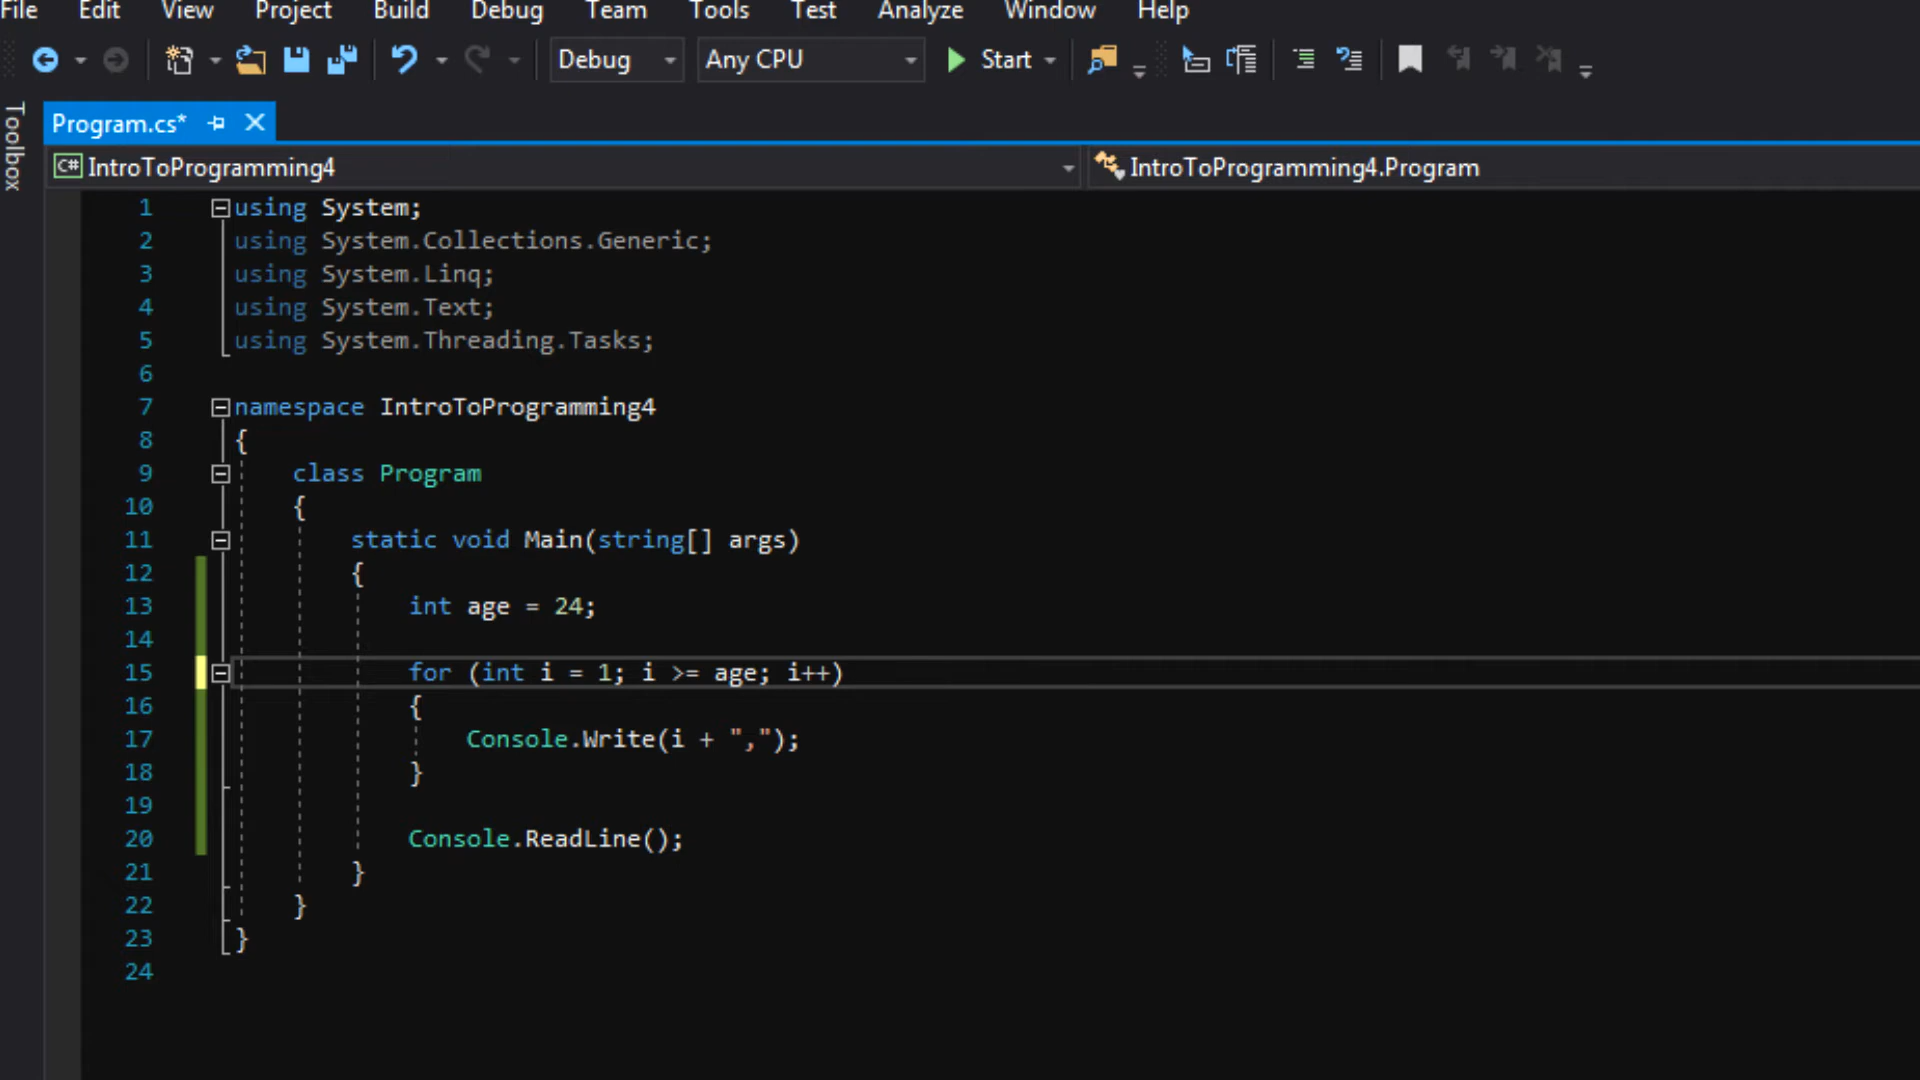 File Edit View Project Build Debug Team Tools Test Analyze Window Help
Debug Any CPU Start
Toolbox
Program.cs*
C# IntroToProgramming4 IntroToProgramming4.Program
1 using System;
2 using System.Collections.Generic;
3 using System.Linq;
4 using System.Text;
5 using System.Threading.Tasks;
6
7 namespace IntroToProgramming4
8 {
9 class Program
10 {
11 static void Main(string[] args)
12 {
13 int age = 24;
14
15 for (int i = 1; i >= age; i++)
16 {
17 Console.Write(i + ",");
18 }
19
20 Console.ReadLine();
21 }
22 }
23 }
24